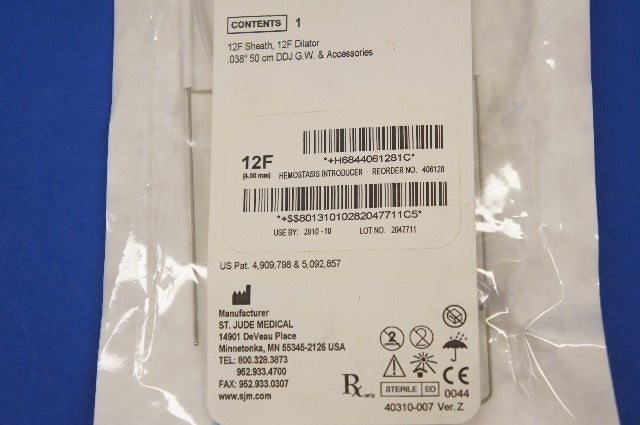 CONTENTS 1
12F Sheath, 12F Dilator
.038" 50 cm DDJ G.W. & Accessories
*+H6844061281C*
12F
(4.00 mm) HEMOSTASIS INTRODUCER REORDER NO. 406128
*+$$80131010282047711C5*
USE BY: 2010-10 LOT NO. 2047711
US Pat. 4,909,798 & 5,092,857
Manufacturer
ST. JUDE MEDICAL
14901 DeVeau Place
Minnetonka, MN 55345-2126 USA
TEL: 800.328.3873
952.933.4700
FAX: 952.933.0307
www.sjm.com
2
Rx only
STERILE EO
CE
0044
40310-007 Ver.Z